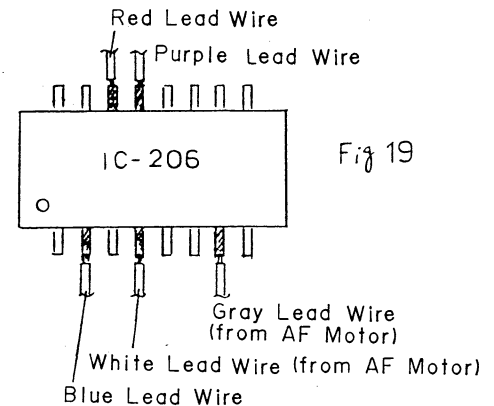 Red Lead Wire
Purple Lead Wire
IC-206
Fig 19
Gray Lead Wire
(from AF Motor)
White Lead Wire (from AF Motor)
Blue Lead Wire